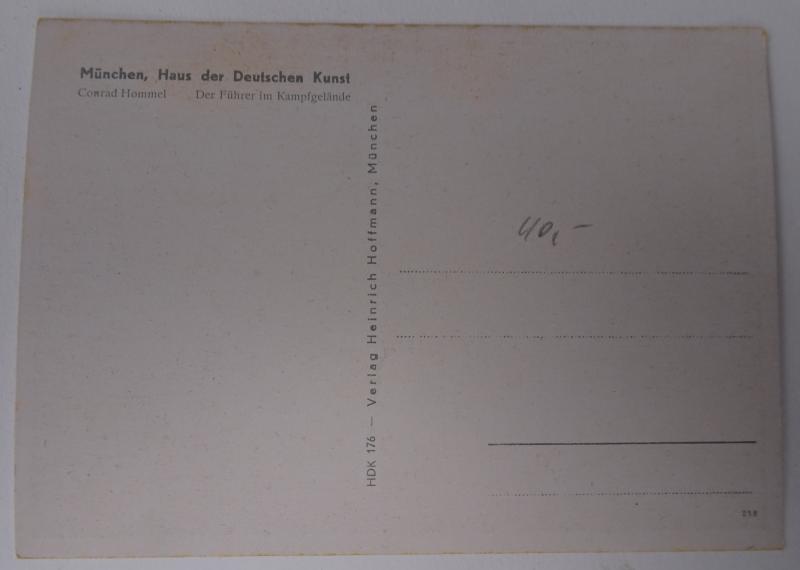 München, Haus der Deutschen Kunst
Conrad Hommel Der Führer im Kampfgelände
HDK 176 — Verlag Heinrich Hoffmann, München
40,—
218